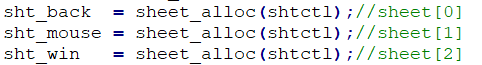 sht_back  = sheet_alloc(shtctl);//sheet[0]
sht_mouse = sheet_alloc(shtctl);//sheet[1]
sht_win   = sheet_alloc(shtctl);//sheet[2]